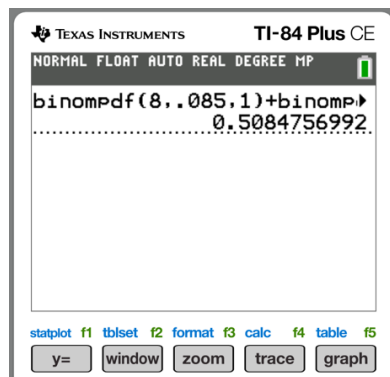 TEXAS INSTRUMENTS TI-84 Plus CE
NORMAL FLOAT AUTO REAL DEGREE MP
binompdf(8,.085,1)+binomp
0.5084756992
statplot f1 tblset f2 format f3 calc f4 table f5
y= window zoom trace graph